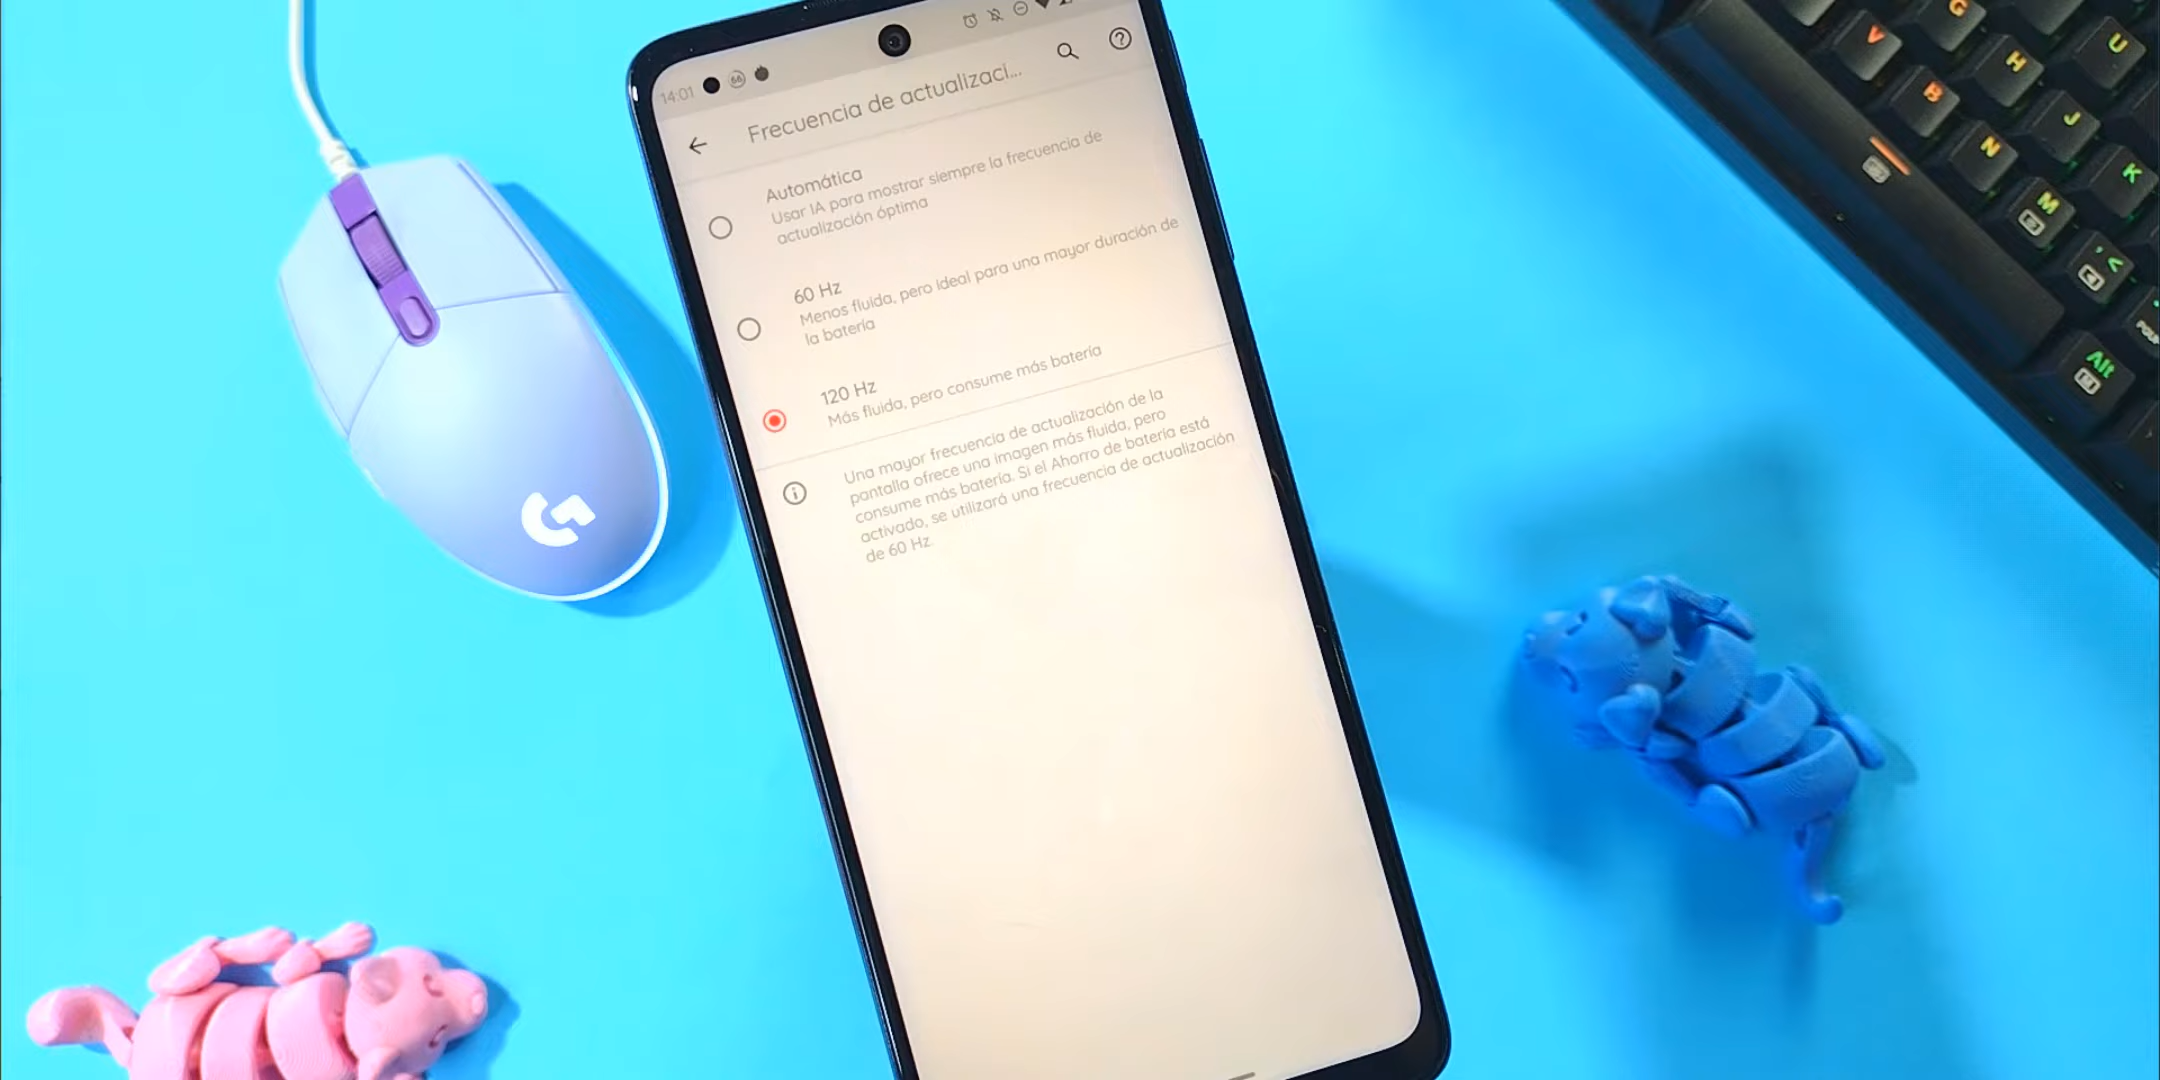 14:01
66
Frecuencia de actualizaci...
Automática
Usar IA para mostrar siempre la frecuencia de
actualización óptima
60 Hz
Menos fluida, pero ideal para una mayor duración de
la batería
120 Hz
Más fluida, pero consume más batería
Una mayor frecuencia de actualización de la
pantalla ofrece una imagen más fluida, pero
consume más batería. Si el Ahorro de batería está
activado, se utilizará una frecuencia de actualización
de 60 Hz.
G
V
U
H
B
J
N
K
M
Alt